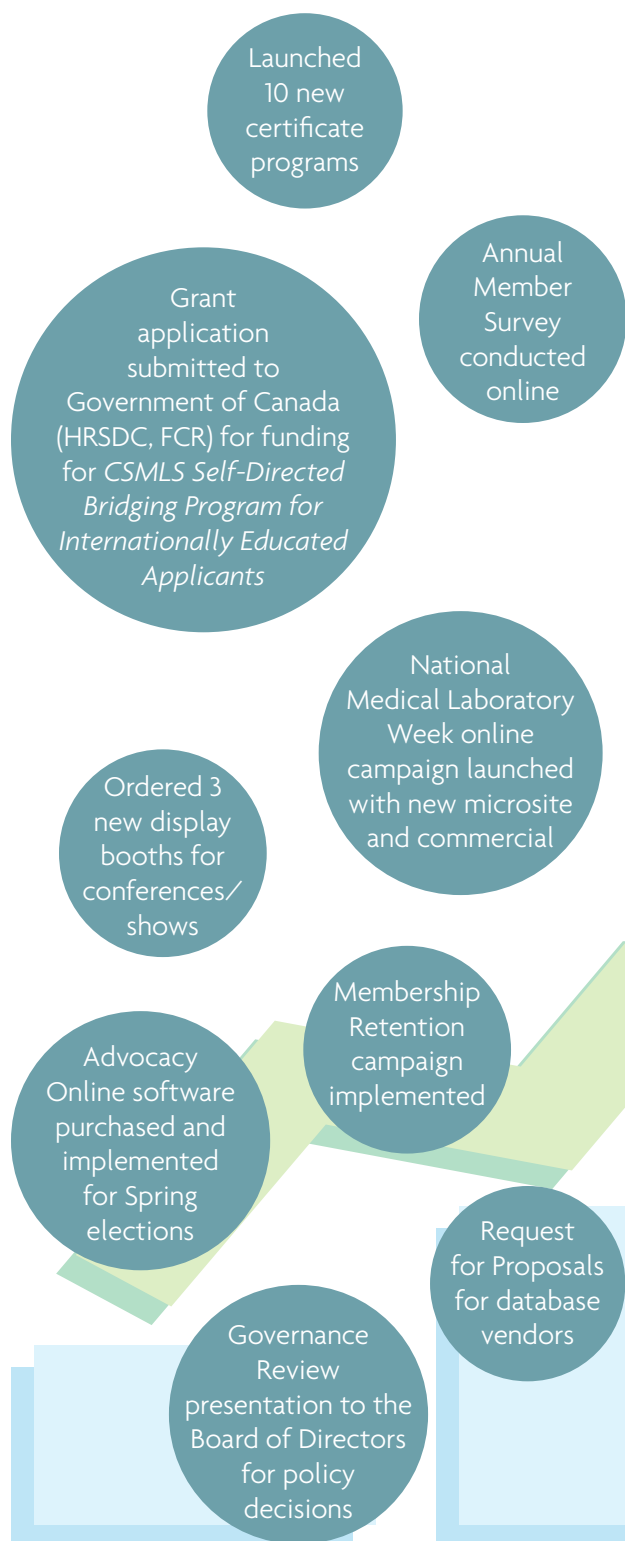 Launched
10 new
certificate
programs
Annual
Member
Survey
conducted
online
Grant
application
submitted to
Government of Canada
(HRSDC, FCR) for funding
for CSMLS Self-Directed
Bridging Program for
Internationally Educated
Applicants
National
Medical Laboratory
Week online
campaign launched
with new microsite
and commercial
Ordered 3
new display
booths for
conferences/
shows
Membership
Retention
campaign
implemented
Advocacy
Online software
purchased and
implemented
for Spring
elections
Request
for Proposals
for database
vendors
Governance
Review
presentation to the
Board of Directors
for policy
decisions